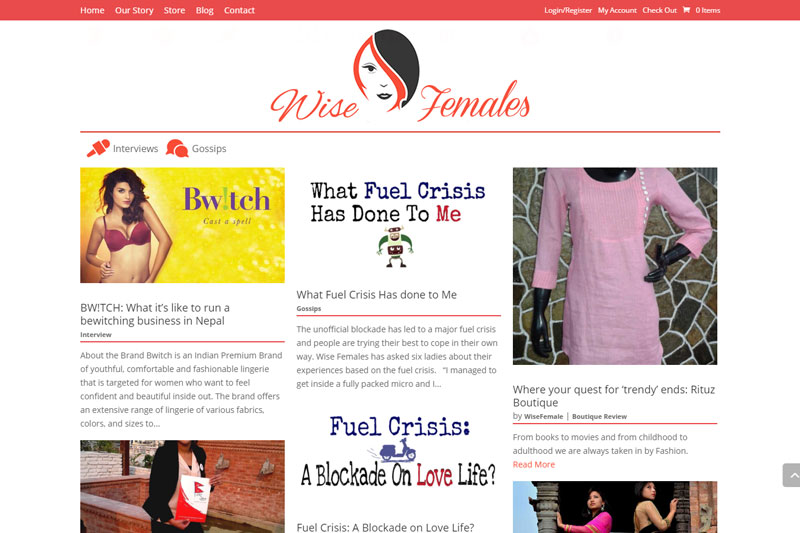 Home Our Story Store Blog Contact
Login/Register My Account Check Out 0 Items
Wise Females
Interviews Gossips
Bw!tch
Cast a spell
BW!TCH: What it’s like to run a
bewitching business in Nepal
Interview
About the Brand Bwitch is an Indian Premium Brand
of youthful, comfortable and fashionable lingerie
that is targeted for women who want to feel
confident and beautiful inside out. The brand offers
an extensive range of lingerie of various fabrics,
colors, and sizes to...
What Fuel Crisis
Has Done To Me
What Fuel Crisis Has done to Me
Gossips
The unofficial blockade has led to a major fuel crisis
and people are trying their best to cope in their own
way. Wise Females has asked six ladies about their
experiences based on the fuel crisis. “I managed to
get inside a fully packed micro and I...
Fuel Crisis:
A Blockade On Love Life?
Fuel Crisis: A Blockade on Love Life?
Where your quest for ‘trendy’ ends: Rituz
Boutique
by WiseFemale | Boutique Review
From books to movies and from childhood to
adulthood we are always taken in by Fashion.
Read More